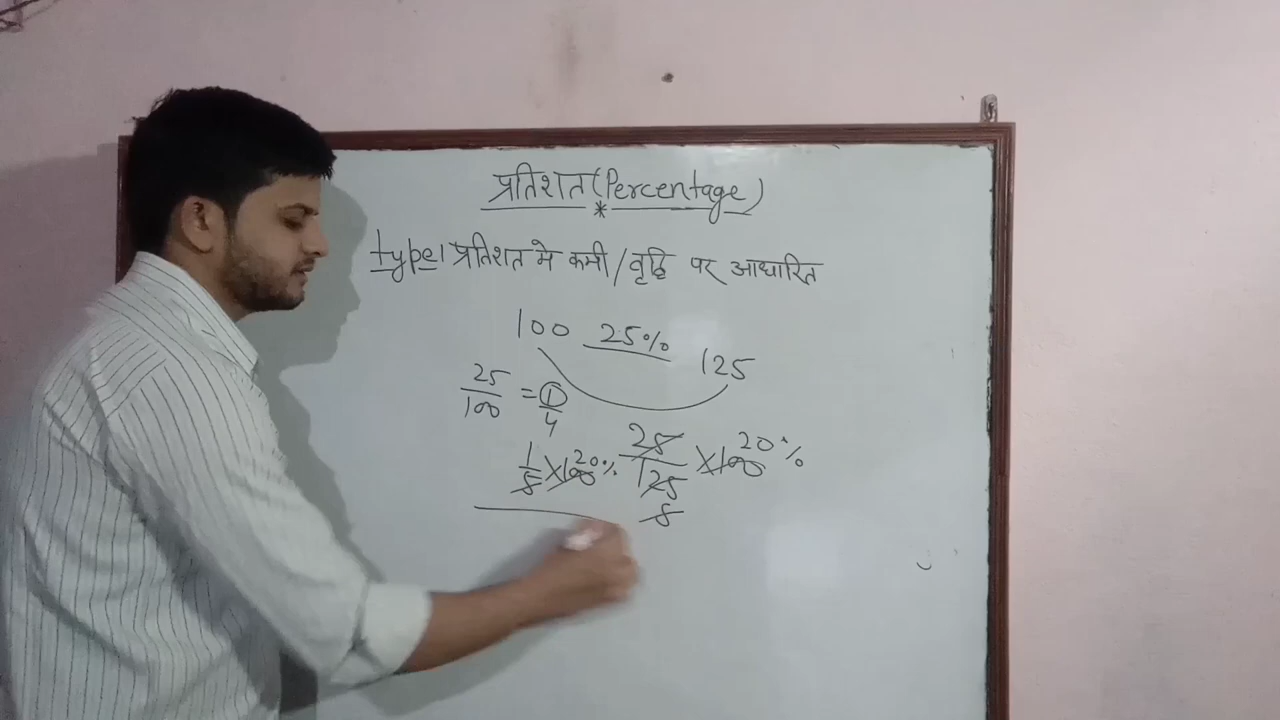 प्रतिशत (Percentage)
*
type1 प्रतिशत मे कमी/वृद्धि पर आधारित
100 25% 125
25/100 = 1/4
1/5 × 100 20% 25/125 × 100 20%
5